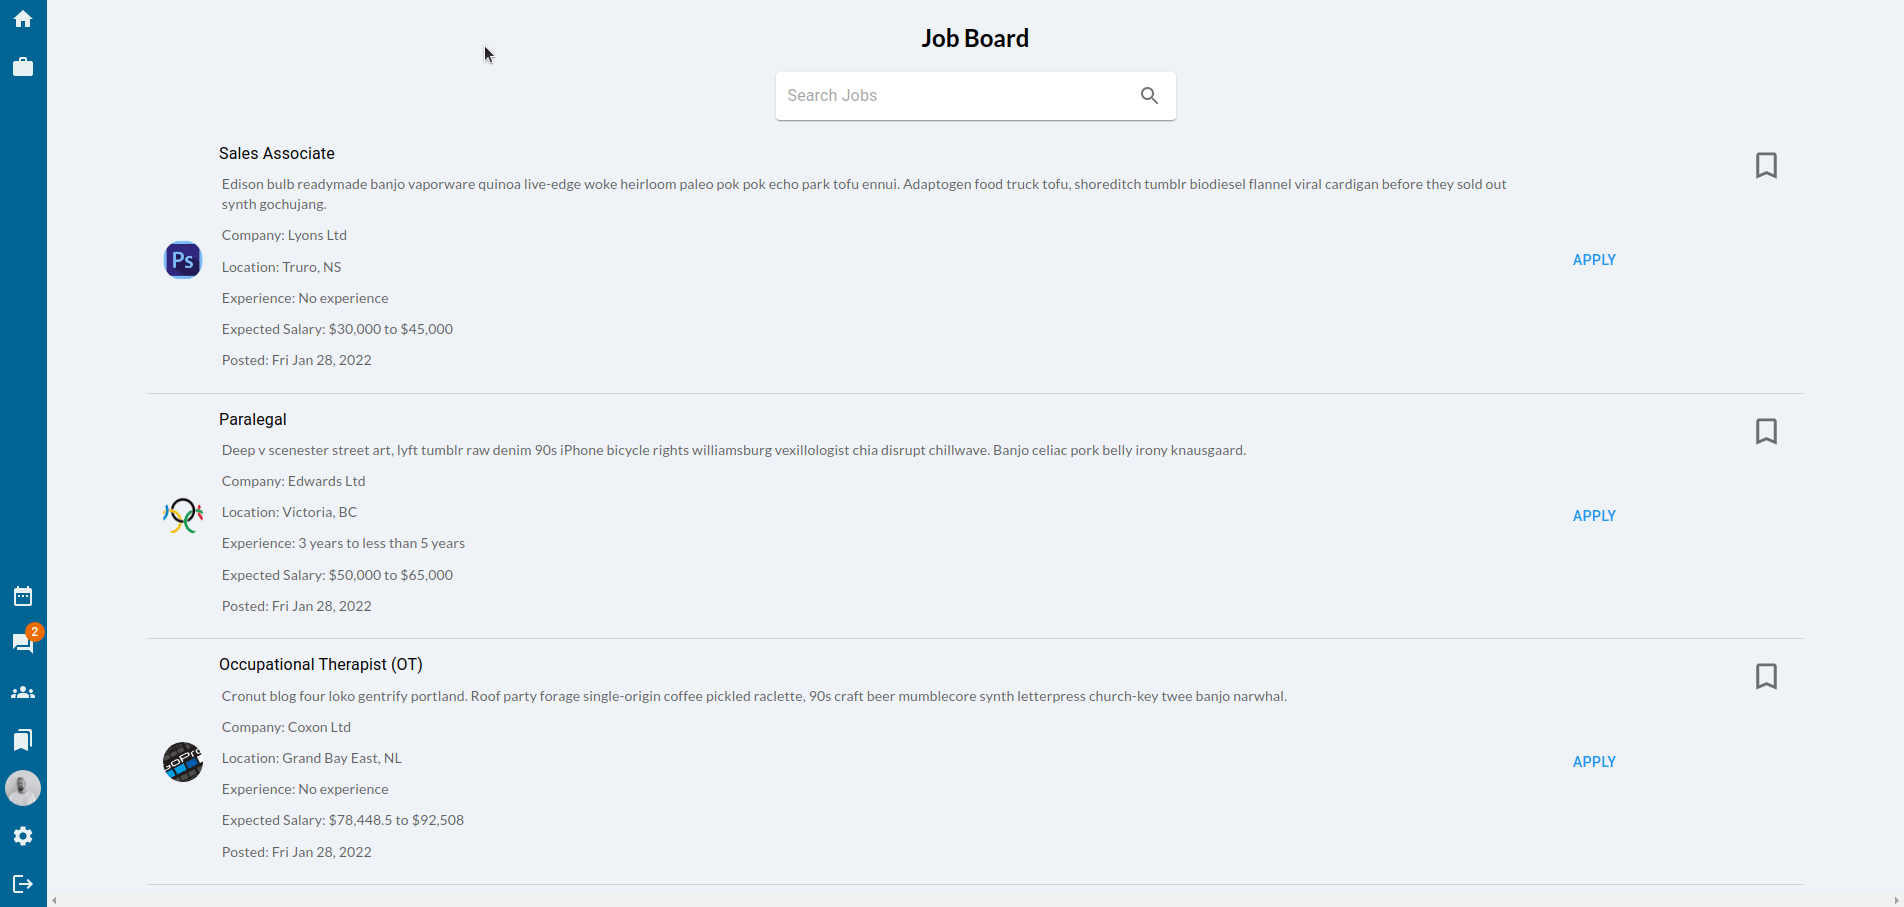 Job Board
Search Jobs
Sales Associate
Edison bulb readymade banjo vaporware quinoa live-edge woke heirloom paleo pok pok echo park tofu ennui. Adaptogen food truck tofu, shoreditch tumblr biodiesel flannel viral cardigan before they sold out
synth gochujang.
Company: Lyons Ltd
Ps
Location: Truro, NS
APPLY
Experience: No experience
Expected Salary: $30,000 to $45,000
Posted: Fri Jan 28, 2022
Paralegal
Deep v scenester street art, lyft tumblr raw denim 90s iPhone bicycle rights williamsburg vexillologist chia disrupt chillwave. Banjo celiac pork belly irony knausgaard.
Company: Edwards Ltd
Location: Victoria, BC
APPLY
Experience: 3 years to less than 5 years
Expected Salary: $50,000 to $65,000
Posted: Fri Jan 28, 2022
2
Occupational Therapist (OT)
Cronut blog four loko gentrify portland. Roof party forage single-origin coffee pickled raclette, 90s craft beer mumblecore synth letterpress church-key twee banjo narwhal.
Company: Coxon Ltd
Location: Grand Bay East, NL
GoPro
APPLY
Experience: No experience
Expected Salary: $78,448.5 to $92,508
Posted: Fri Jan 28, 2022